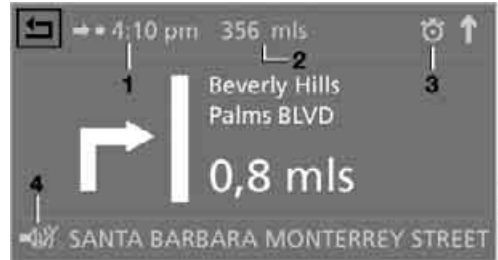 4:10 pm 356 mls
1 2 3
Beverly Hills
Palms BLVD
0,8 mls
4
SANTA BARBARA MONTERREY STREET